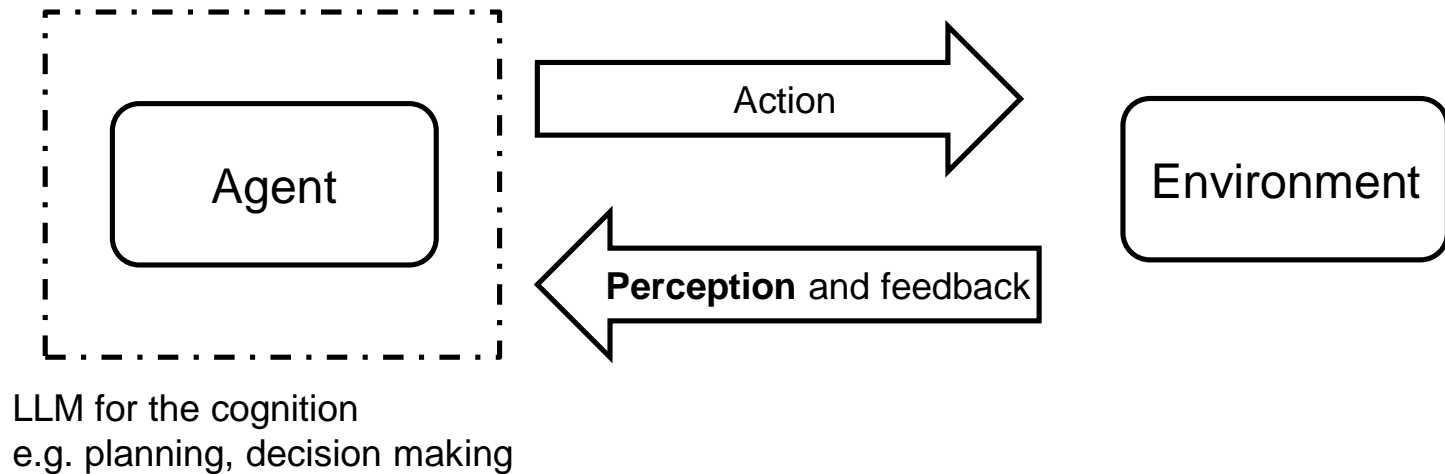 Action
Agent
Environment
Perception and feedback
LLM for the cognition
e.g. planning, decision making